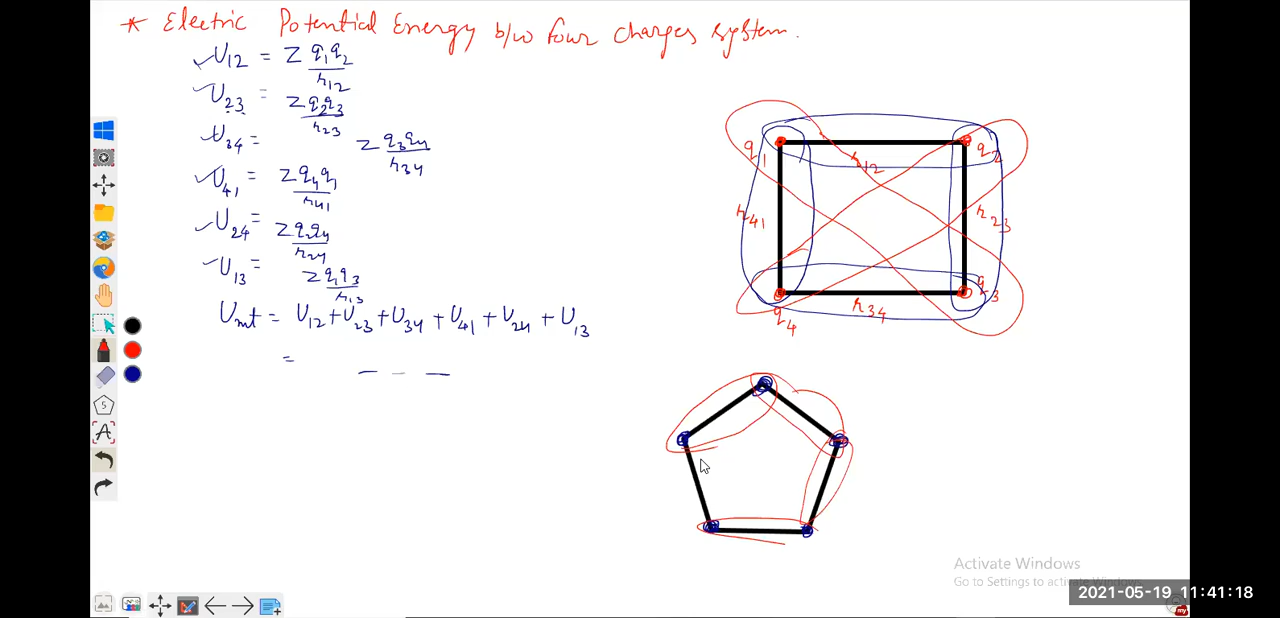 * Electric Potential Energy b/w four charges system.
U12 = Z q1q2/r12
U23 = Z q2q3/r23
U34 = Z q3q4/r34
U41 = Z q4q1/r41
U24 = Z q2q4/r24
U13 = Z q1q3/r13
Unt = U12 + U23 + U34 + U41 + U24 + U13
= — — —
q1 r12 q2
r41 r23
q3
q4 r34
5
A
Activate Windows
Go to Settings to activate Windows.
2021-05-19 11:41:18